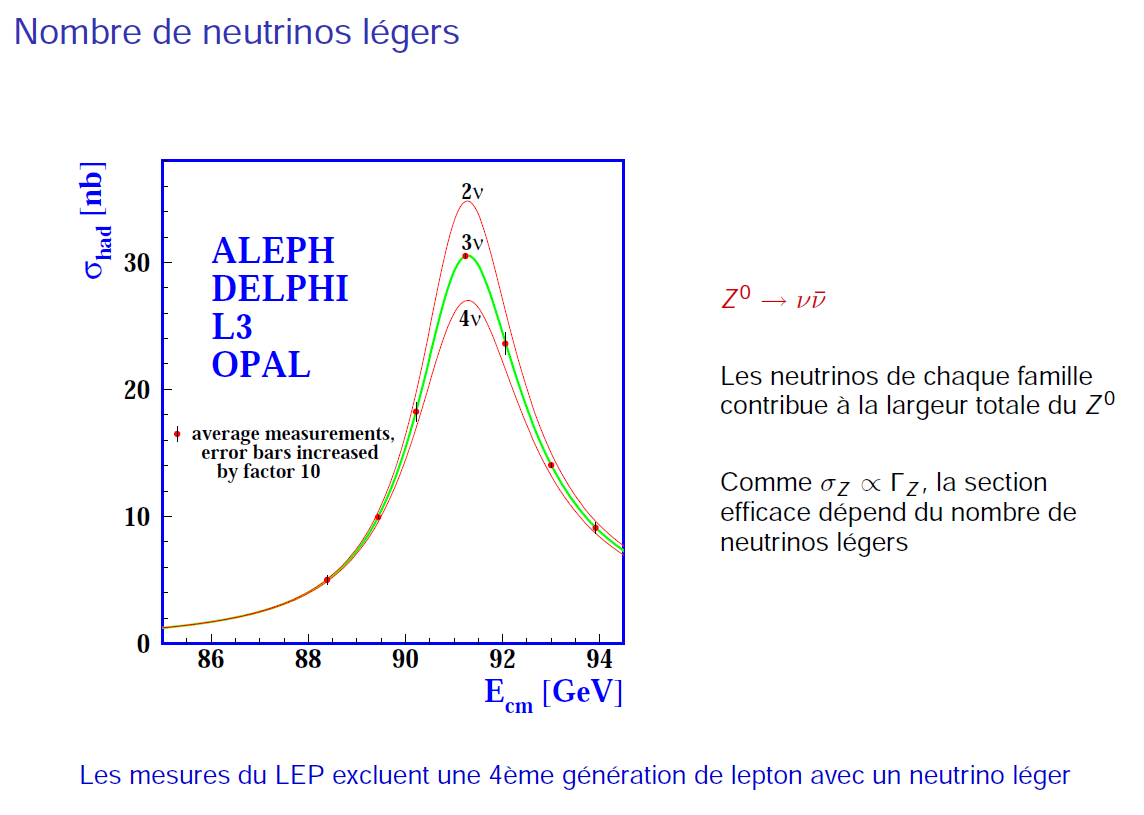 Nombre de neutrinos légers
σhad [nb]
2ν
3ν
4ν
ALEPH
DELPHI
L3
OPAL
average measurements,
error bars increased
by factor 10
30
20
10
0
86 88 90 92 94
Ecm [GeV]
Z⁰ → νν̄
Les neutrinos de chaque famille
contribue à la largeur totale du Z⁰
Comme σZ ∝ ΓZ, la section
efficace dépend du nombre de
neutrinos légers
Les mesures du LEP excluent une 4ème génération de lepton avec un neutrino léger